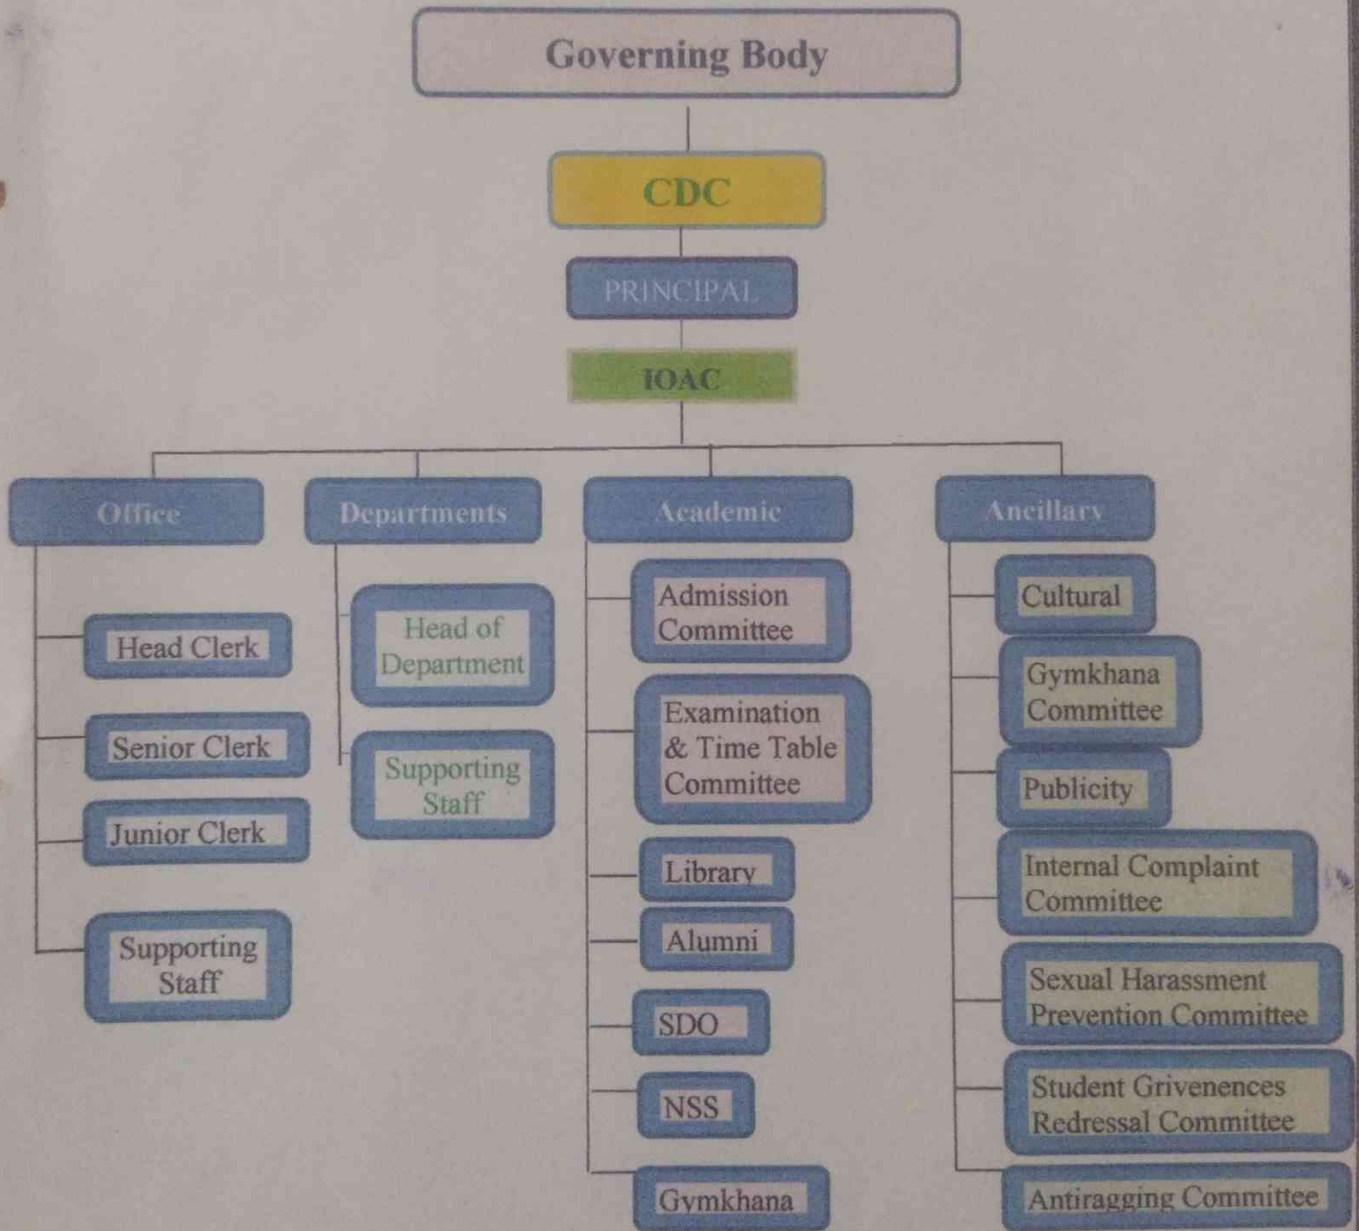 Governing Body
CDC
PRINCIPAL
IOAC
Office
Departments
Academic
Ancillary
Head Clerk
Senior Clerk
Junior Clerk
Supporting
Staff
Head of
Department
Supporting
Staff
Admission
Committee
Examination
& Time Table
Committee
Library
Alumni
SDO
NSS
Gymkhana
Cultural
Gymkhana
Committee
Publicity
Internal Complaint
Committee
Sexual Harassment
Prevention Committee
Student Grivenences
Redressal Committee
Antiragging Committee